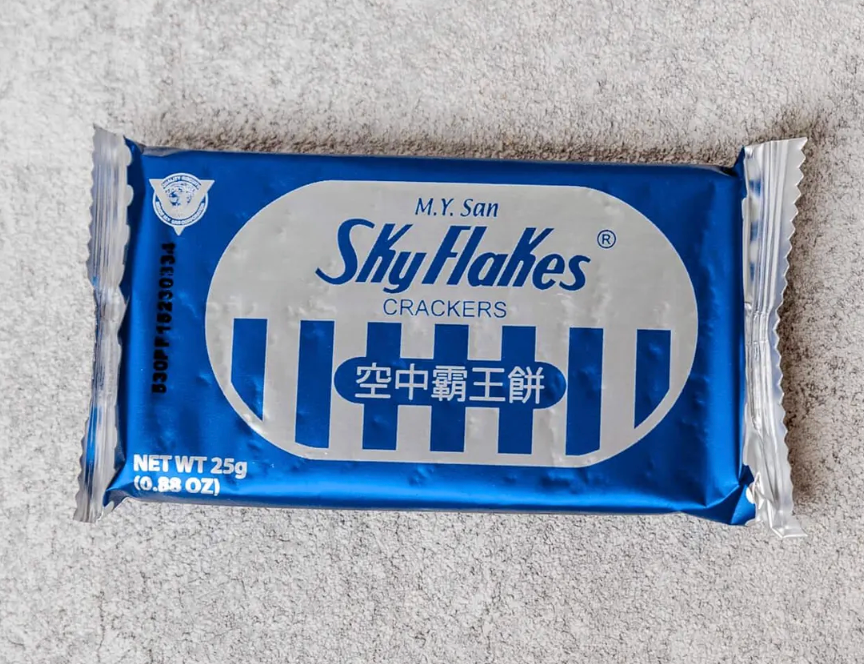 M.Y. San
SkyFlakes®
CRACKERS
空中霸王餅
NET WT 25g
(0.88 OZ)